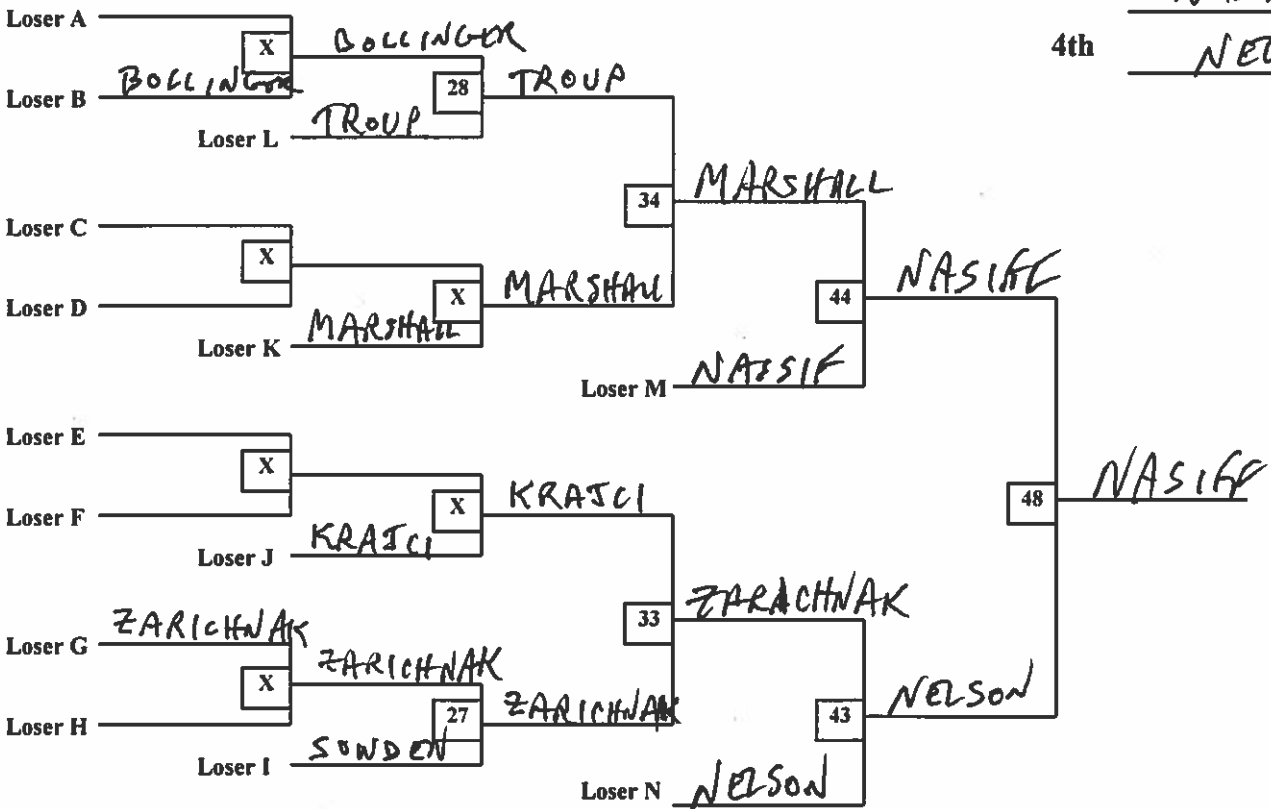 Loser A
X
BOLLINGER
4th
NEL
Loser B
BOLLINGER
28
TROUP
Loser L
TROUP
34
MARSHALL
Loser C
X
Loser D
X
MARSHALL
44
NASIFF
Loser K
MARSHALL
Loser M
NASSIF
Loser E
X
Loser F
X
KRAJCI
48
NASIFF
Loser J
KRAJCI
33
ZARACHNAK
Loser G
ZARICHNAK
X
ZARICHNAK
Loser H
27
ZARICHNAK
43
NELSON
Loser I
Loser N
NELSON